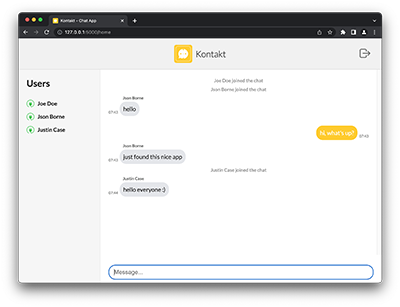 Kontakt - Chat App
127.0.0.1:5000/home
Kontakt
Users
Joe Doe
Json Borne
Justin Case
Joe Doe joined the chat
Json Borne joined the chat
Json Borne
07:43 hello
hi, what's up? 07:43
Json Borne
07:43 just found this nice app
Justin Case joined the chat
Justin Case
07:44 hello everyone :)
Message...